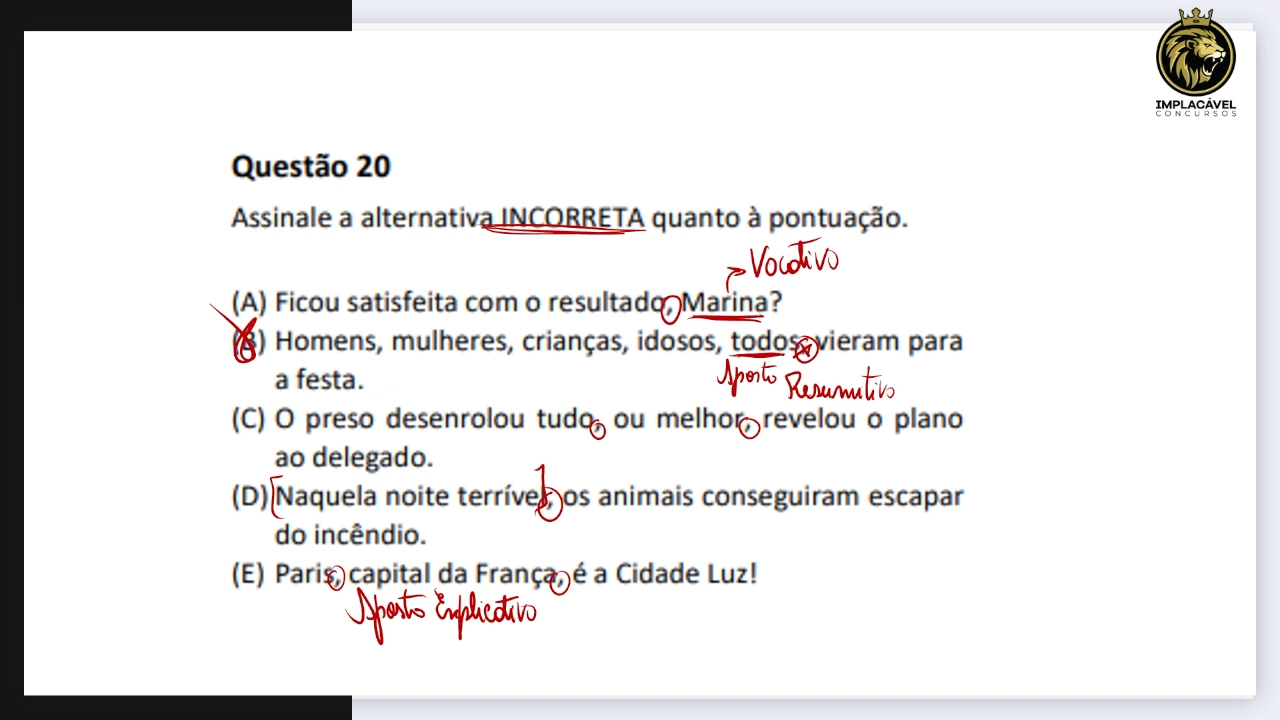 IMPLACÁVEL
CONCURSOS
Questão 20
Assinale a alternativa INCORRETA quanto à pontuação.
Vocativo
(A) Ficou satisfeita com o resultado, Marina?
(B) Homens, mulheres, crianças, idosos, todos, vieram para
a festa.
Aposto Resumitivo
(C) O preso desenrolou tudo, ou melhor, revelou o plano
ao delegado.
(D) Naquela noite terrível, os animais conseguiram escapar
do incêndio.
(E) Paris, capital da França, é a Cidade Luz!
Aposto Explicativo